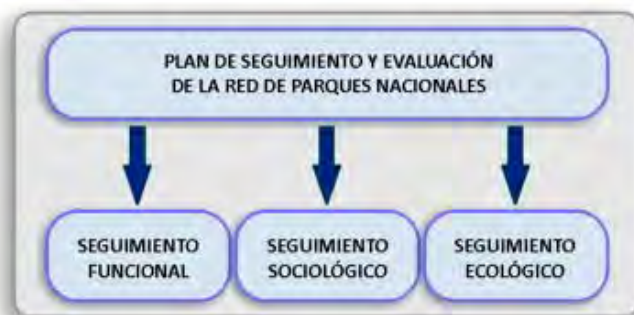 PLAN DE SEGUIMIENTO Y EVALUACIÓN
DE LA RED DE PARQUES NACIONALES
SEGUIMIENTO
FUNCIONAL
SEGUIMIENTO
SOCIOLÓGICO
SEGUIMIENTO
ECOLÓGICO